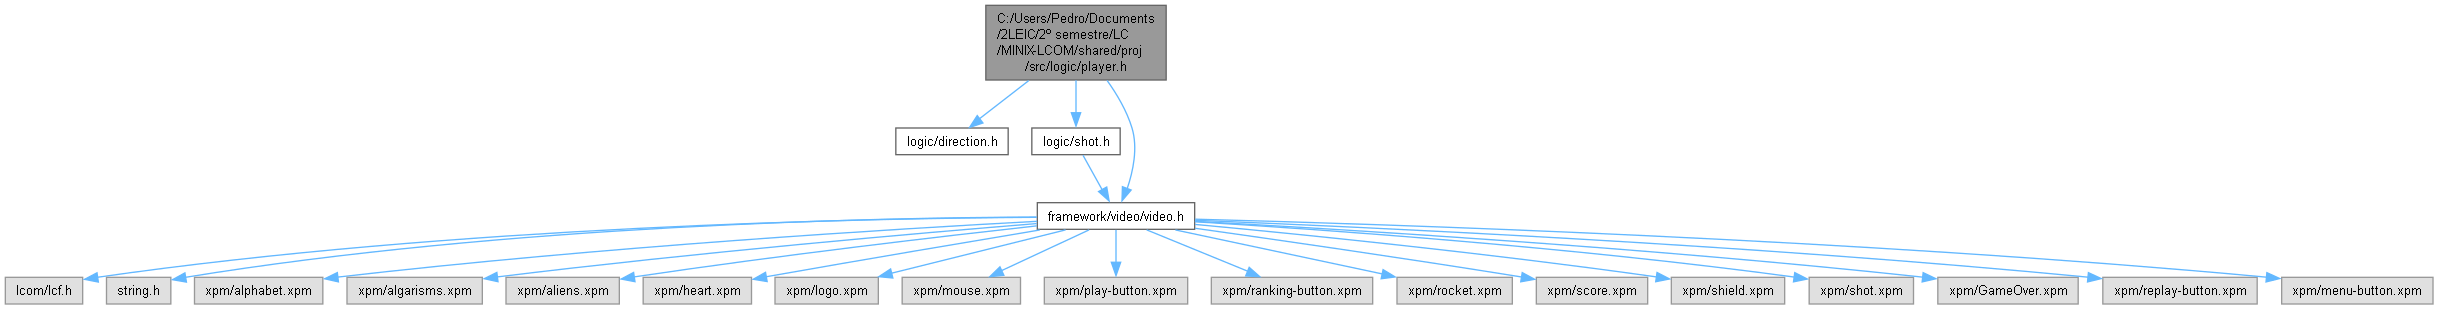 C:/Users/Pedro/Documents
/2LEIC/2º semestre/LC
/MINIX-LCOM/shared/proj
/src/logic/player.h
logic/direction.h
logic/shot.h
framework/video/video.h
lcom/lcf.h
string.h
xpm/alphabet.xpm
xpm/algarisms.xpm
xpm/aliens.xpm
xpm/heart.xpm
xpm/logo.xpm
xpm/mouse.xpm
xpm/play-button.xpm
xpm/ranking-button.xpm
xpm/rocket.xpm
xpm/score.xpm
xpm/shield.xpm
xpm/shot.xpm
xpm/GameOver.xpm
xpm/replay-button.xpm
xpm/menu-button.xpm